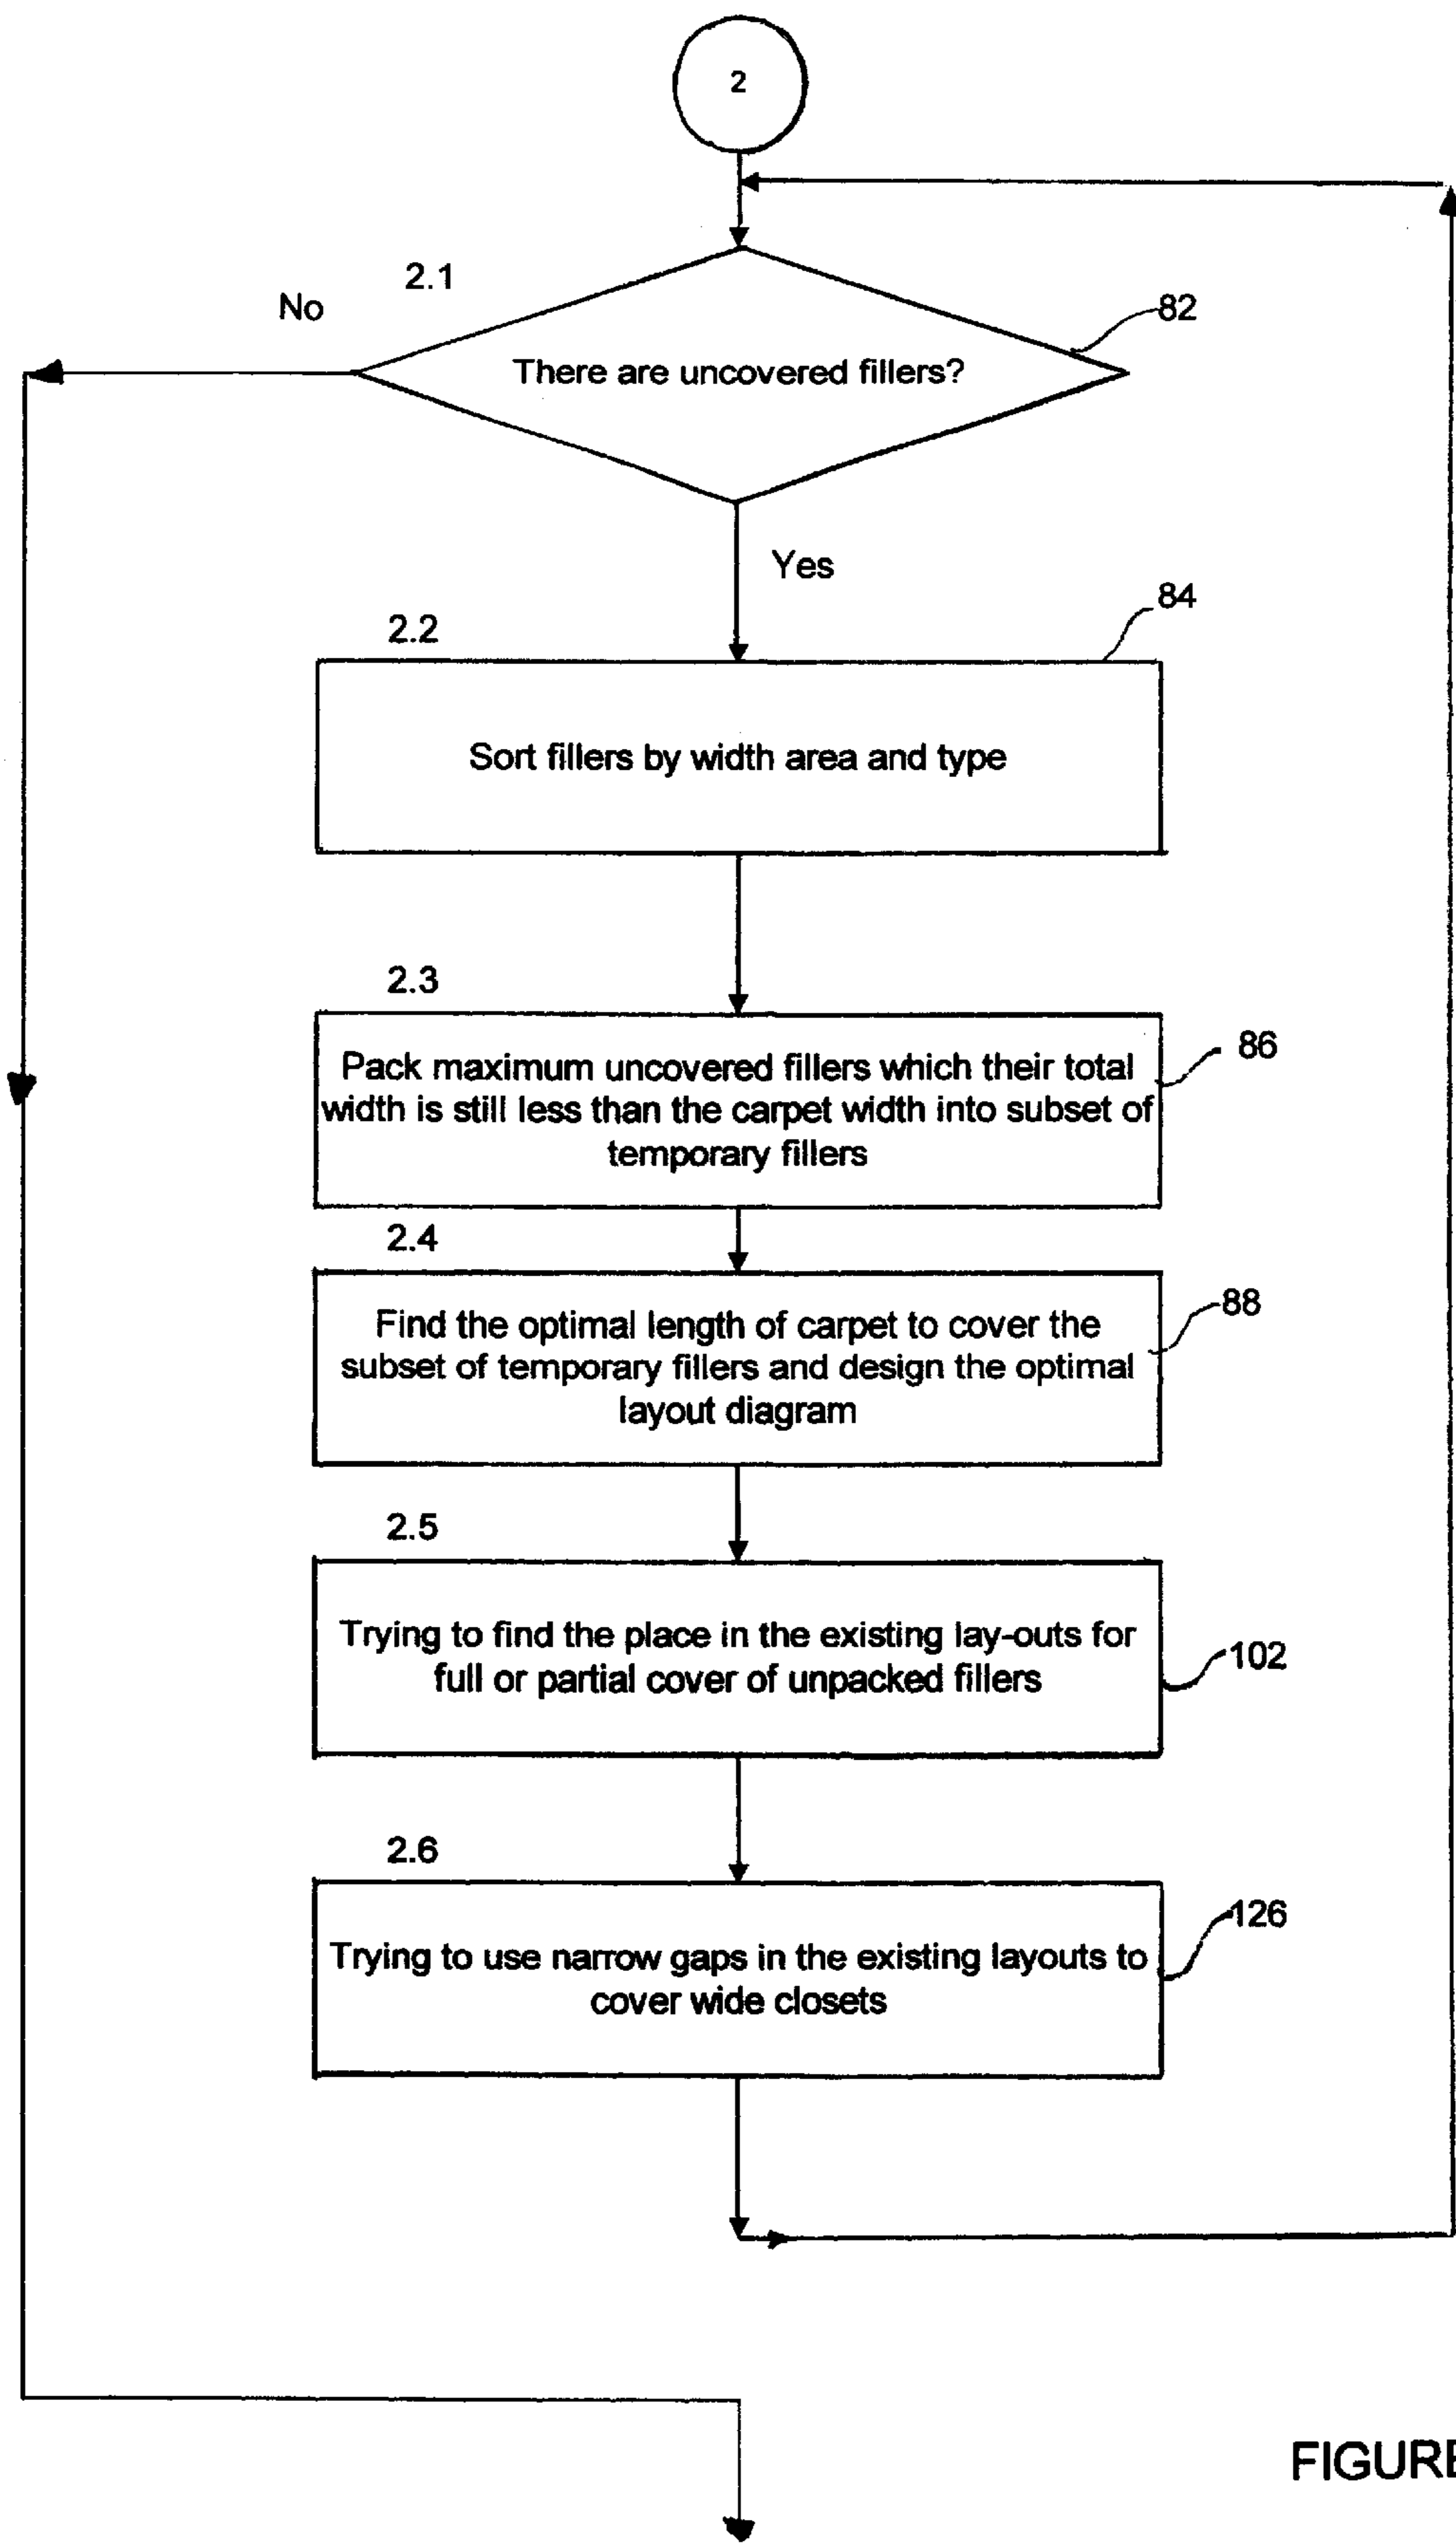 2
2.1
No
82
There are uncovered fillers?
Yes
2.2
84
Sort fillers by width area and type
2.3
86
Pack maximum uncovered fillers which their total
width is still less than the carpet width into subset of
temporary fillers
2.4
88
Find the optimal length of carpet to cover the
subset of temporary fillers and design the optimal
layout diagram
2.5
Trying to find the place in the existing lay-outs for
full or partial cover of unpacked fillers
102
2.6
126
Trying to use narrow gaps in the existing layouts to
cover wide closets
FIGURE